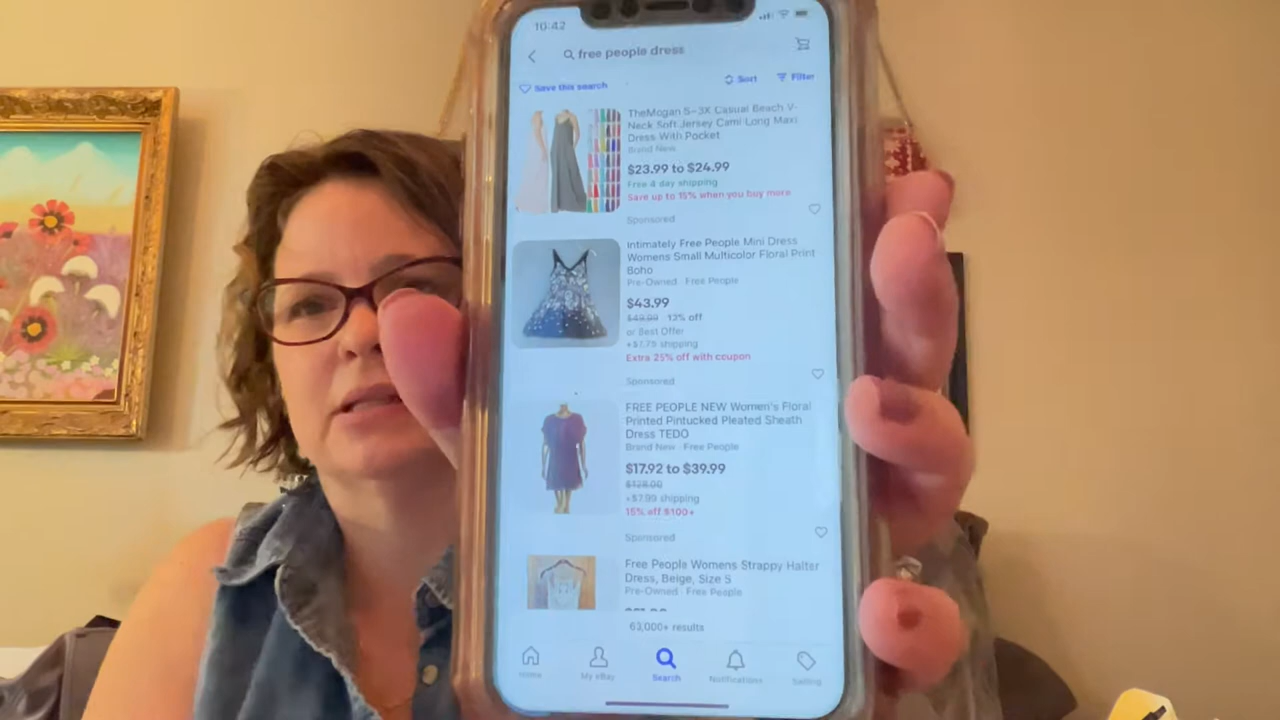 10:42
free people dress
Save this search
Sort
Filter
TheMogan S-3X Casual Beach V-
Neck Soft Jersey Cami Long Maxi
Dress With Pocket
Brand New
$23.99 to $24.99
Free 4 day shipping
Save up to 15% when you buy more
Sponsored
Intimately Free People Mini Dress
Womens Small Multicolor Floral Print
Boho
Pre-Owned · Free People
$43.99
$49.99 12% off
or Best Offer
+$7.75 shipping
Extra 25% off with coupon
Sponsored
FREE PEOPLE NEW Women's Floral
Printed Pintucked Pleated Sheath
Dress TEDO
Brand New · Free People
$17.92 to $39.99
$128.00
+$7.99 shipping
15% off $100+
Sponsored
Free People Womens Strappy Halter
Dress, Beige, Size S
Pre-Owned · Free People
63,000+ results
Home
My eBay
Search
Notifications
Selling